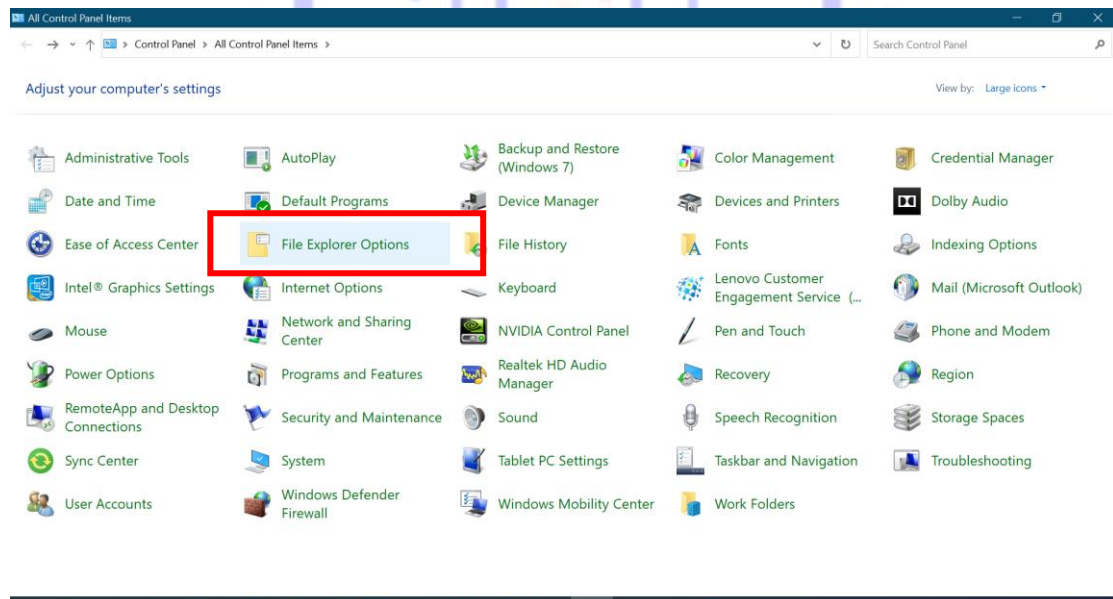 All Control Panel Items
Control Panel > All Control Panel Items >
Search Control Panel
Adjust your computer's settings
View by: Large icons
Administrative Tools
AutoPlay
Backup and Restore
(Windows 7)
Color Management
Credential Manager
Date and Time
Default Programs
Device Manager
Devices and Printers
Dolby Audio
Ease of Access Center
File Explorer Options
File History
Fonts
Indexing Options
Intel® Graphics Settings
Internet Options
Keyboard
Lenovo Customer
Engagement Service (...
Mail (Microsoft Outlook)
Mouse
Network and Sharing
Center
NVIDIA Control Panel
Pen and Touch
Phone and Modem
Power Options
Programs and Features
Realtek HD Audio
Manager
Recovery
Region
RemoteApp and Desktop
Connections
Security and Maintenance
Sound
Speech Recognition
Storage Spaces
Sync Center
System
Tablet PC Settings
Taskbar and Navigation
Troubleshooting
User Accounts
Windows Defender
Firewall
Windows Mobility Center
Work Folders